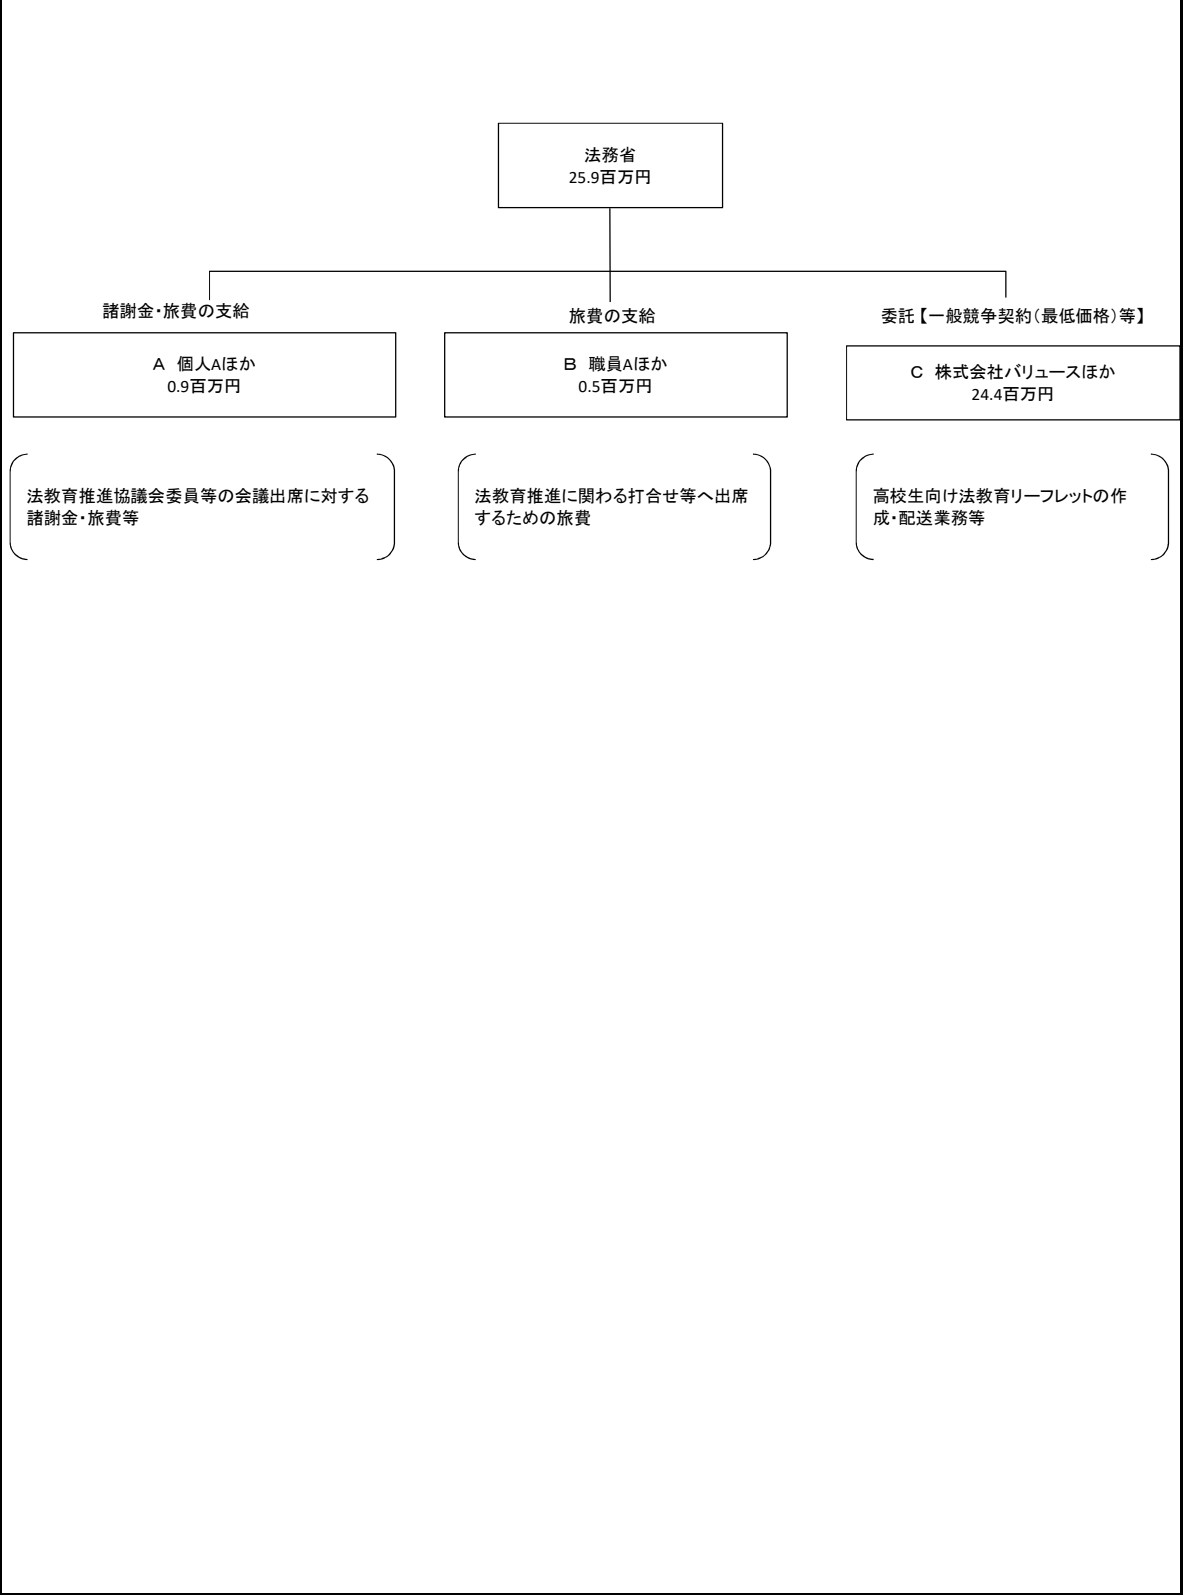 法務省
25.9百万円
諸謝金・旅費の支給
旅費の支給
委託【一般競争契約（最低価格）等】
Ａ　個人Aほか
0.9百万円
Ｂ　職員Aほか
0.5百万円
Ｃ　株式会社バリュースほか
24.4百万円
法教育推進協議会委員等の会議出席に対する
諸謝金・旅費等
法教育推進に関わる打合せ等へ出席
するための旅費
高校生向け法教育リーフレットの作
成・配送業務等